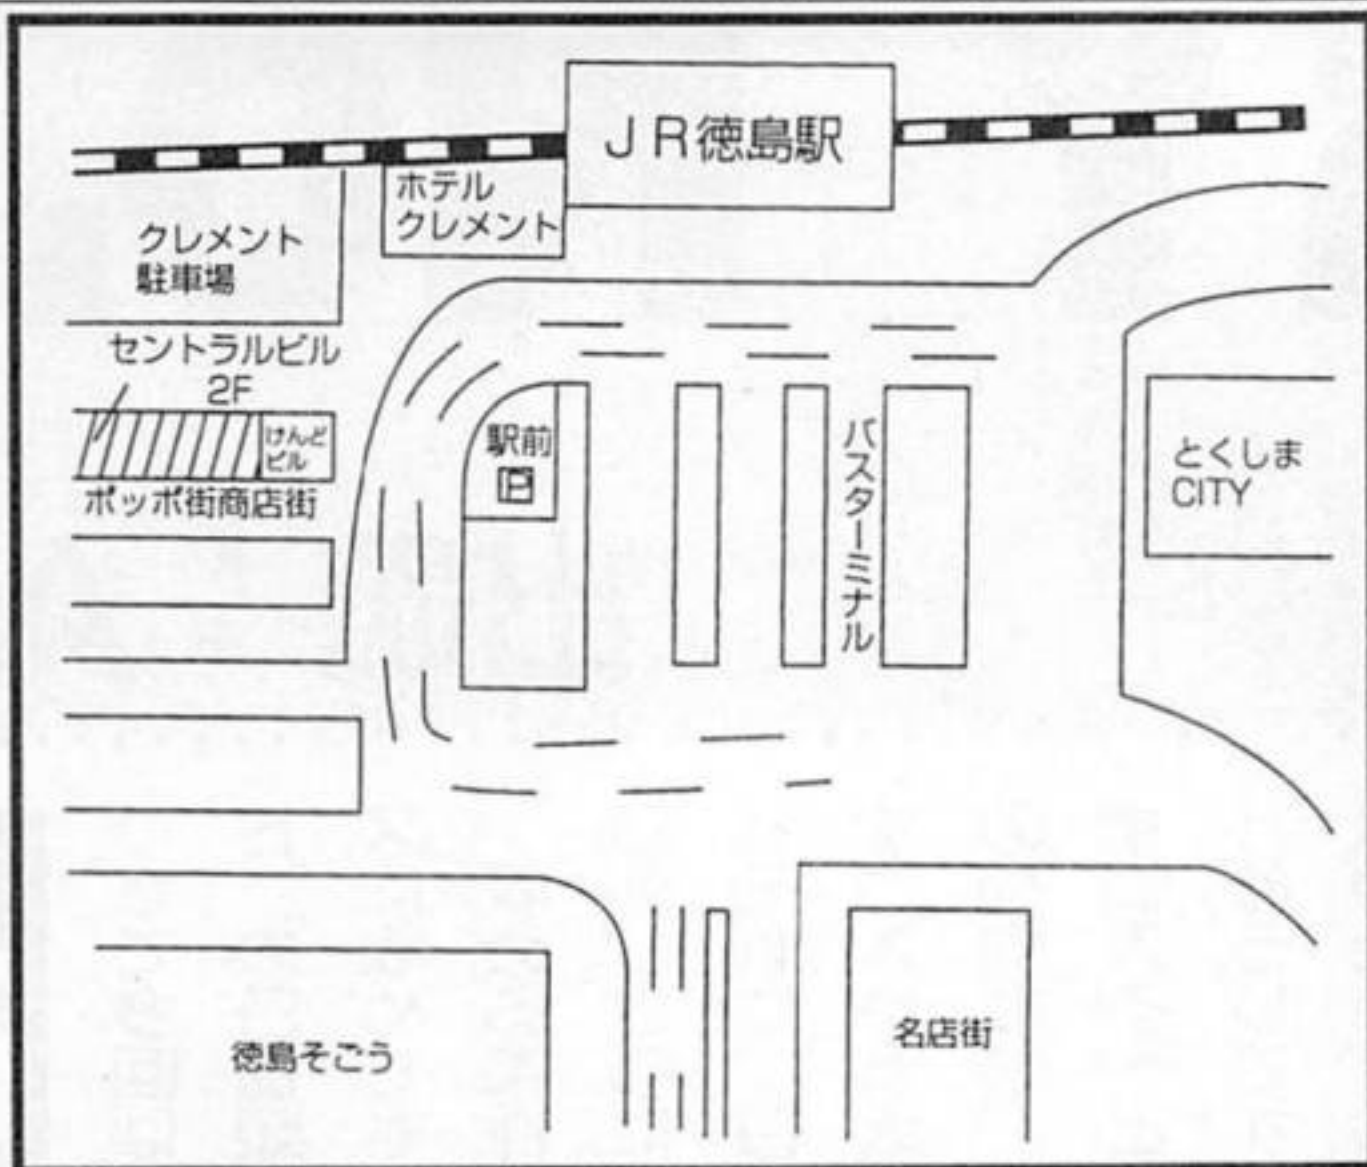 JR徳島駅
ホテル
クレメント
クレメント
駐車場
セントラルビル
2F
けんど
ビル
ポッポ街商店街
駅前
P
バスターミナル
とくしま
CITY
徳島そごう
名店街